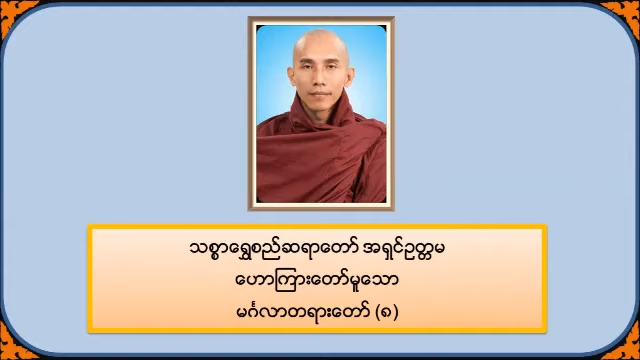 သစ္စာရွှေစည်ဆရာတော် အရှင်ဥတ္တမ
ဟောကြားတော်မူသော
မင်္ဂလာတရားတော် (၈)